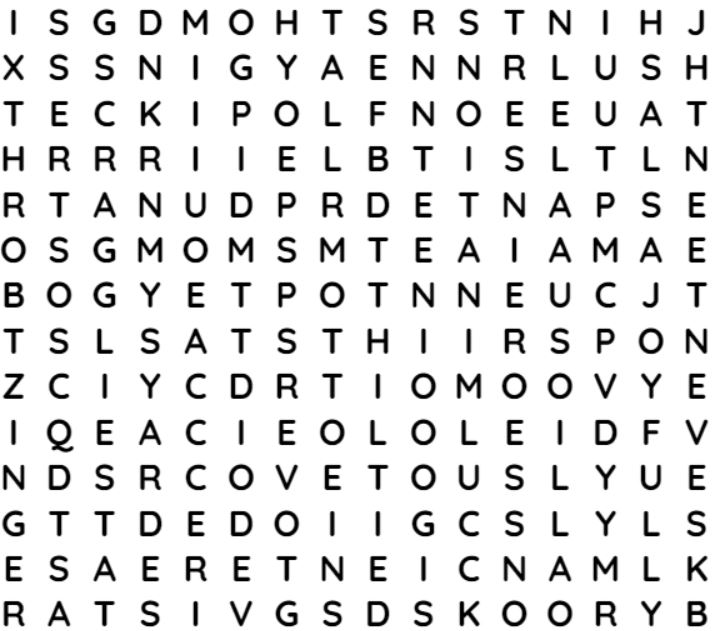 I S G D M O H T S R S T N I H J
X S S N I G Y A E N N R L U S H
T E C K I P O L F N O E E U A T
H R R R I I E L B T I S L T L N
R T A N U D P R D E T N A P S E
O S G M O M S M T E A I A M A E
B O G Y E T P O T N N E U C J T
T S L S A T S T H I I R S P O N
Z C I Y C D R T I O M O O V Y E
I Q E A C I E O L O L E I D F V
N D S R C O V E T O U S L Y U E
G T T D E D O I I G C S L Y L S
E S A E R E T N E I C N A M L K
R A T S I V G S D S K O O R Y B